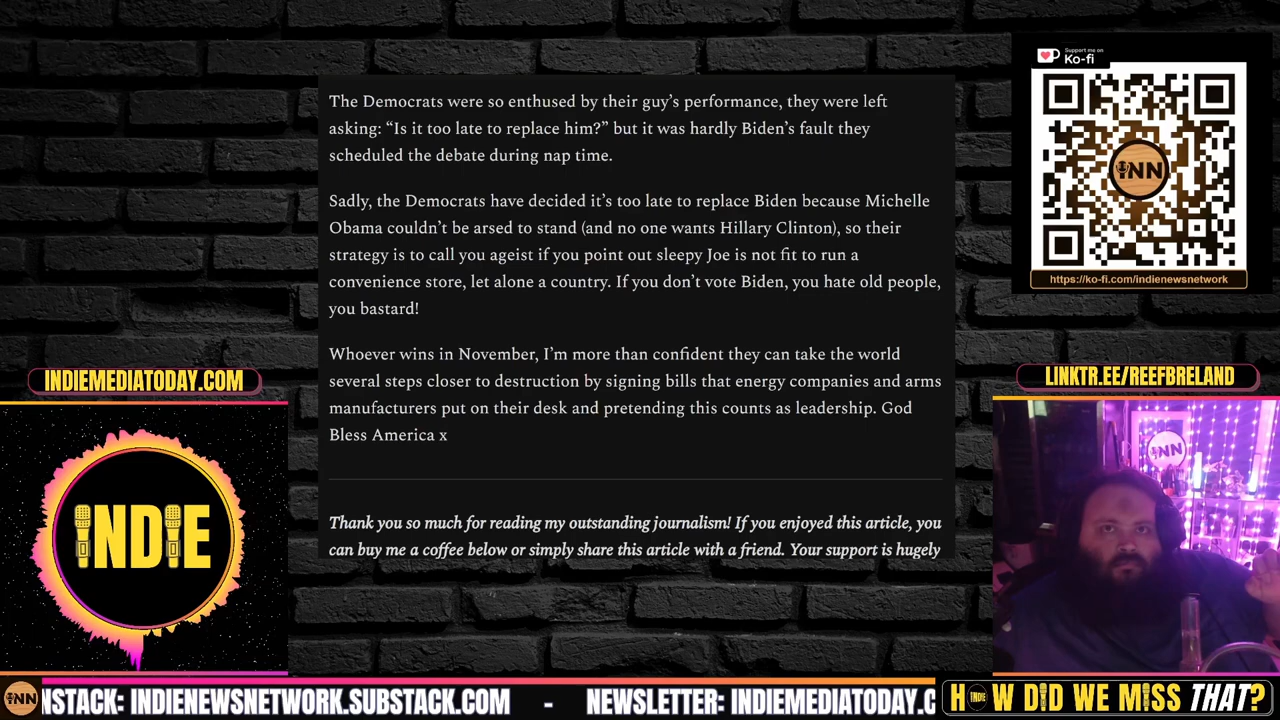 The Democrats were so enthused by their guy's performance, they were left
asking: “Is it too late to replace him?” but it was hardly Biden's fault they
scheduled the debate during nap time.
Sadly, the Democrats have decided it's too late to replace Biden because Michelle
Obama couldn't be arsed to stand (and no one wants Hillary Clinton), so their
strategy is to call you ageist if you point out sleepy Joe is not fit to run a
convenience store, let alone a country. If you don't vote Biden, you hate old people,
you bastard!
Whoever wins in November, I'm more than confident they can take the world
several steps closer to destruction by signing bills that energy companies and arms
manufacturers put on their desk and pretending this counts as leadership. God
Bless America x
Thank you so much for reading my outstanding journalism! If you enjoyed this article, you
can buy me a coffee below or simply share this article with a friend. Your support is hugely
Support me on
Ko-fi
iNN
https://ko-fi.com/indienewsnetwork
INDIEMEDIATODAY.COM
INDIE
LINKTR.EE/REEFBRELAND
iNN
iNN
NSTACK: INDIENEWSNETWORK.SUBSTACK.COM - NEWSLETTER: INDIEMEDIATODAY.C
HOW DID WE MISS THAT?